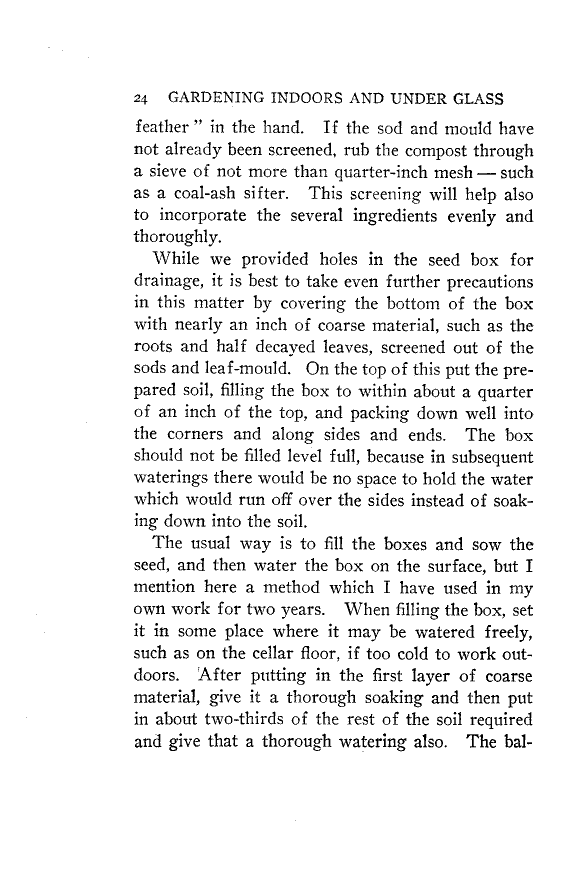 24 GARDENING INDOORS AND UNDER GLASS
feather " in the hand. If the sod and mould have
not already been screened, rub the compost through
a sieve of not more than quarter-inch mesh — such
as a coal-ash sifter. This screening will help also
to incorporate the several ingredients evenly and
thoroughly.
While we provided holes in the seed box for
drainage, it is best to take even further precautions
in this matter by covering the bottom of the box
with nearly an inch of coarse material, such as the
roots and half decayed leaves, screened out of the
sods and leaf-mould. On the top of this put the pre-
pared soil, filling the box to within about a quarter
of an inch of the top, and packing down well into
the corners and along sides and ends. The box
should not be filled level full, because in subsequent
waterings there would be no space to hold the water
which would run off over the sides instead of soak-
ing down into the soil.
The usual way is to fill the boxes and sow the
seed, and then water the box on the surface, but I
mention here a method which I have used in my
own work for two years. When filling the box, set
it in some place where it may be watered freely,
such as on the cellar floor, if too cold to work out-
doors. After putting in the first layer of coarse
material, give it a thorough soaking and then put
in about two-thirds of the rest of the soil required
and give that a thorough watering also. The bal-